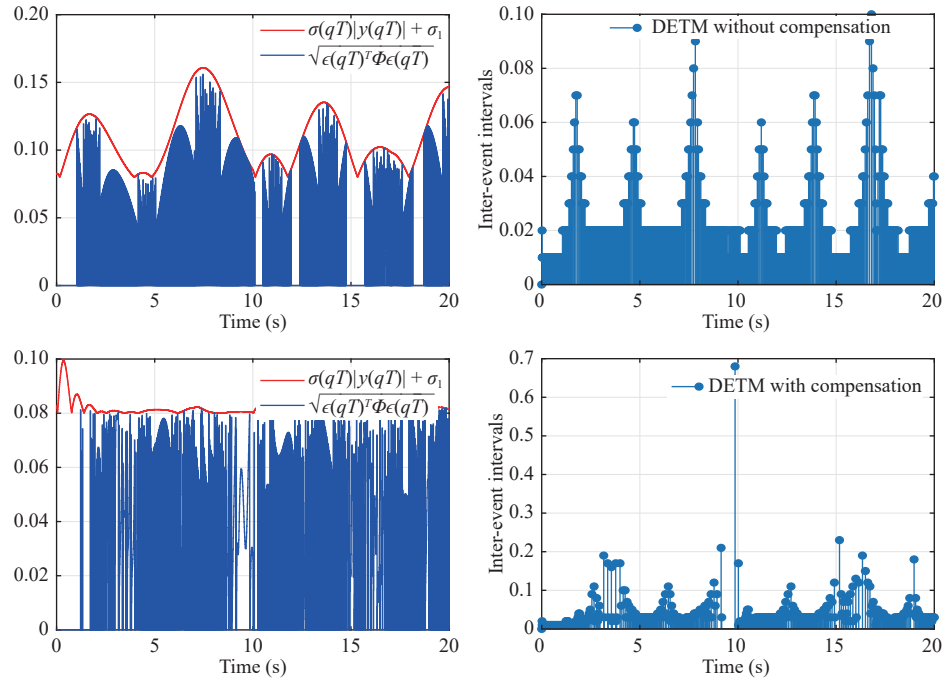 0.20
0.15
0.10
0.05
0
σ(qT)|y(qT)| + σ₁
√ϵ(qT)ᵀΦϵ(qT)
0 5 10 15 20
Time (s)
0.10
0.08
0.06
0.04
0.02
0
Inter-event intervals
DETM without compensation
0 5 10 15 20
Time (s)
0.10
0.08
0.06
0.04
0.02
0
σ(qT)|y(qT)| + σ₁
√ϵ(qT)ᵀΦϵ(qT)
0 5 10 15 20
Time (s)
0.7
0.6
0.5
0.4
0.3
0.2
0.1
0
Inter-event intervals
DETM with compensation
0 5 10 15 20
Time (s)